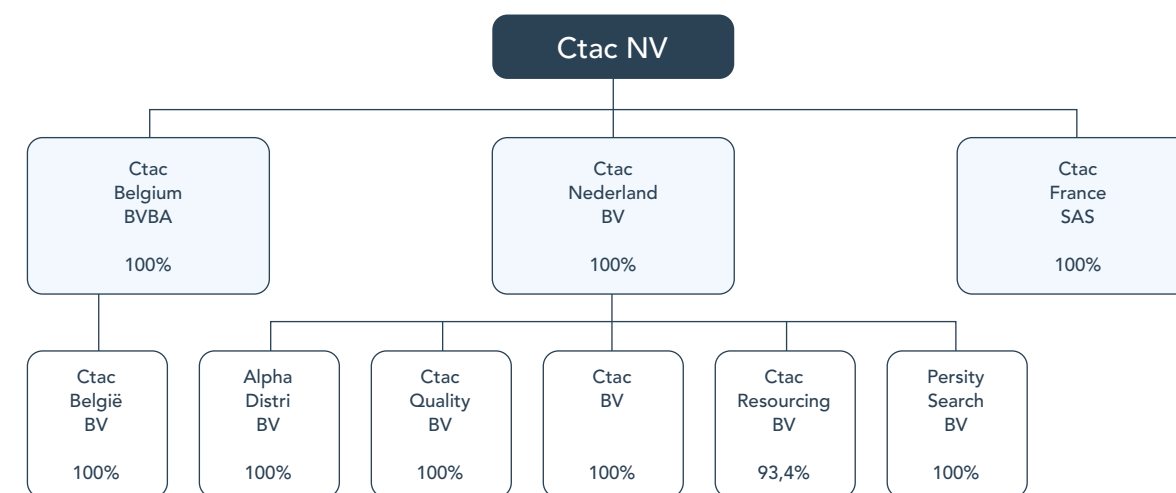 Ctac NV
Ctac
Belgium
BVBA
100%
Ctac
Nederland
BV
100%
Ctac
France
SAS
100%
Ctac
België
BV
100%
Alpha
Distri
BV
100%
Ctac
Quality
BV
100%
Ctac
BV
100%
Ctac
Resourcing
BV
93,4%
Persity
Search
BV
100%